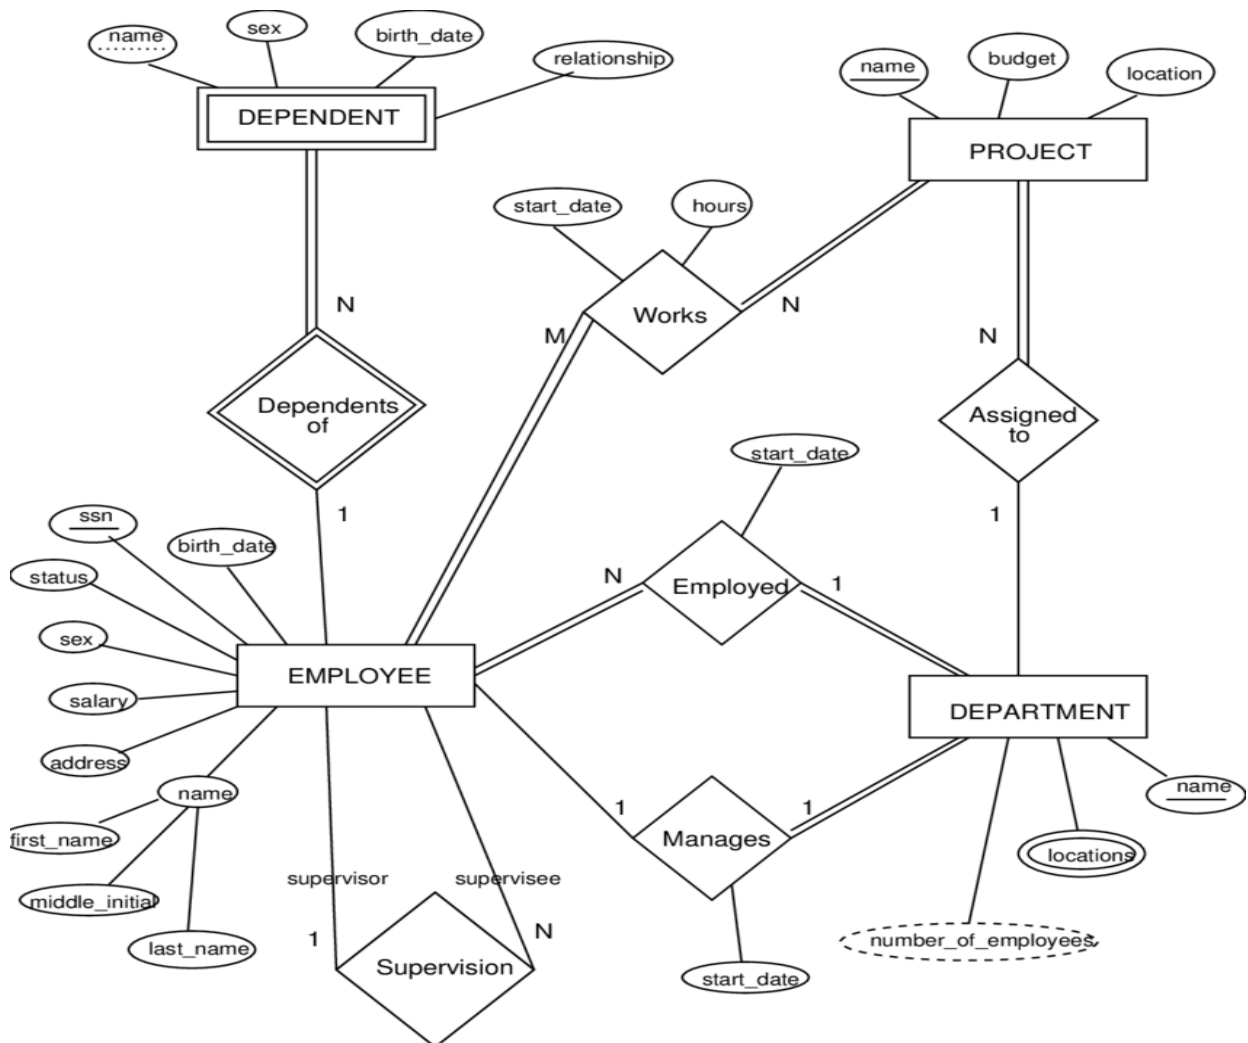 name
sex
birth_date
relationship
DEPENDENT
name
budget
location
PROJECT
start_date
hours
N
M
Works
N
N
Dependents
of
Assigned
to
start_date
1
1
ssn
birth_date
status
N
Employed
1
sex
EMPLOYEE
salary
DEPARTMENT
address
name
name
first_name
1
Manages
1
locations
supervisor
supervisee
middle_initial
last_name
1
N
number_of_employees
Supervision
start_date